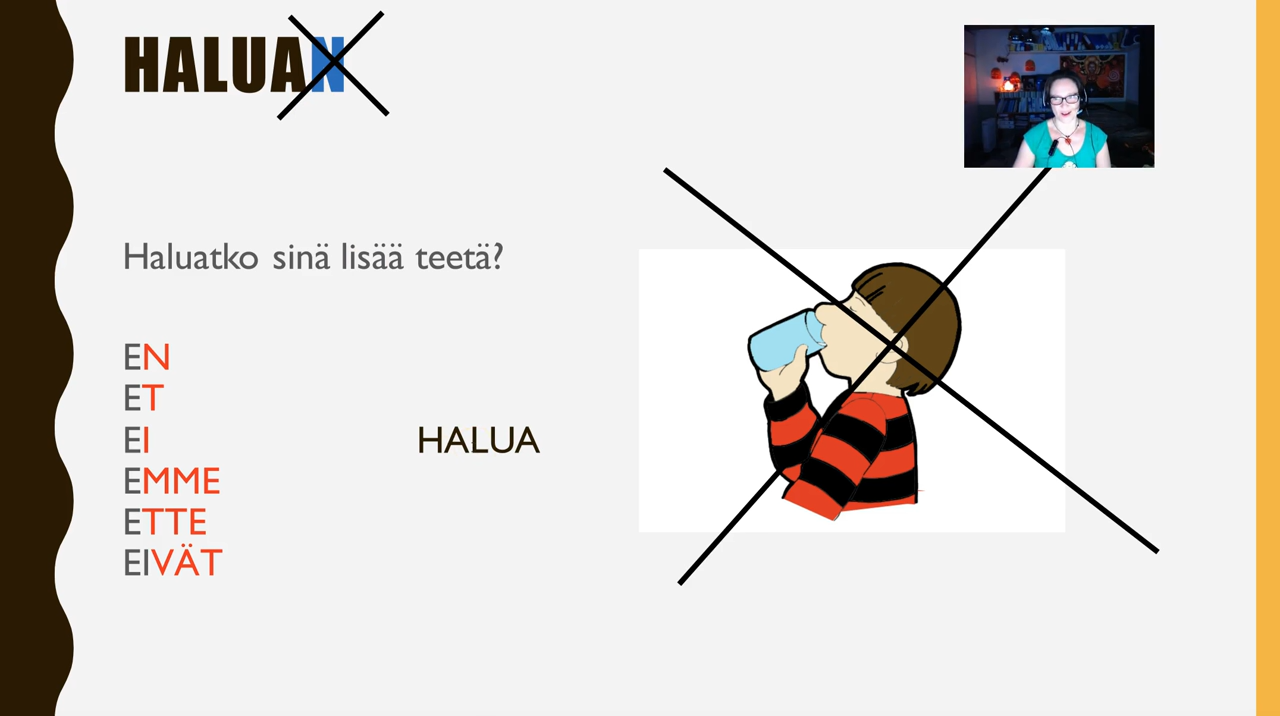 HALUAN
Haluatko sinä lisää teetä?
EN
ET
EI
HALUA
EMME
ETTE
EIVÄT